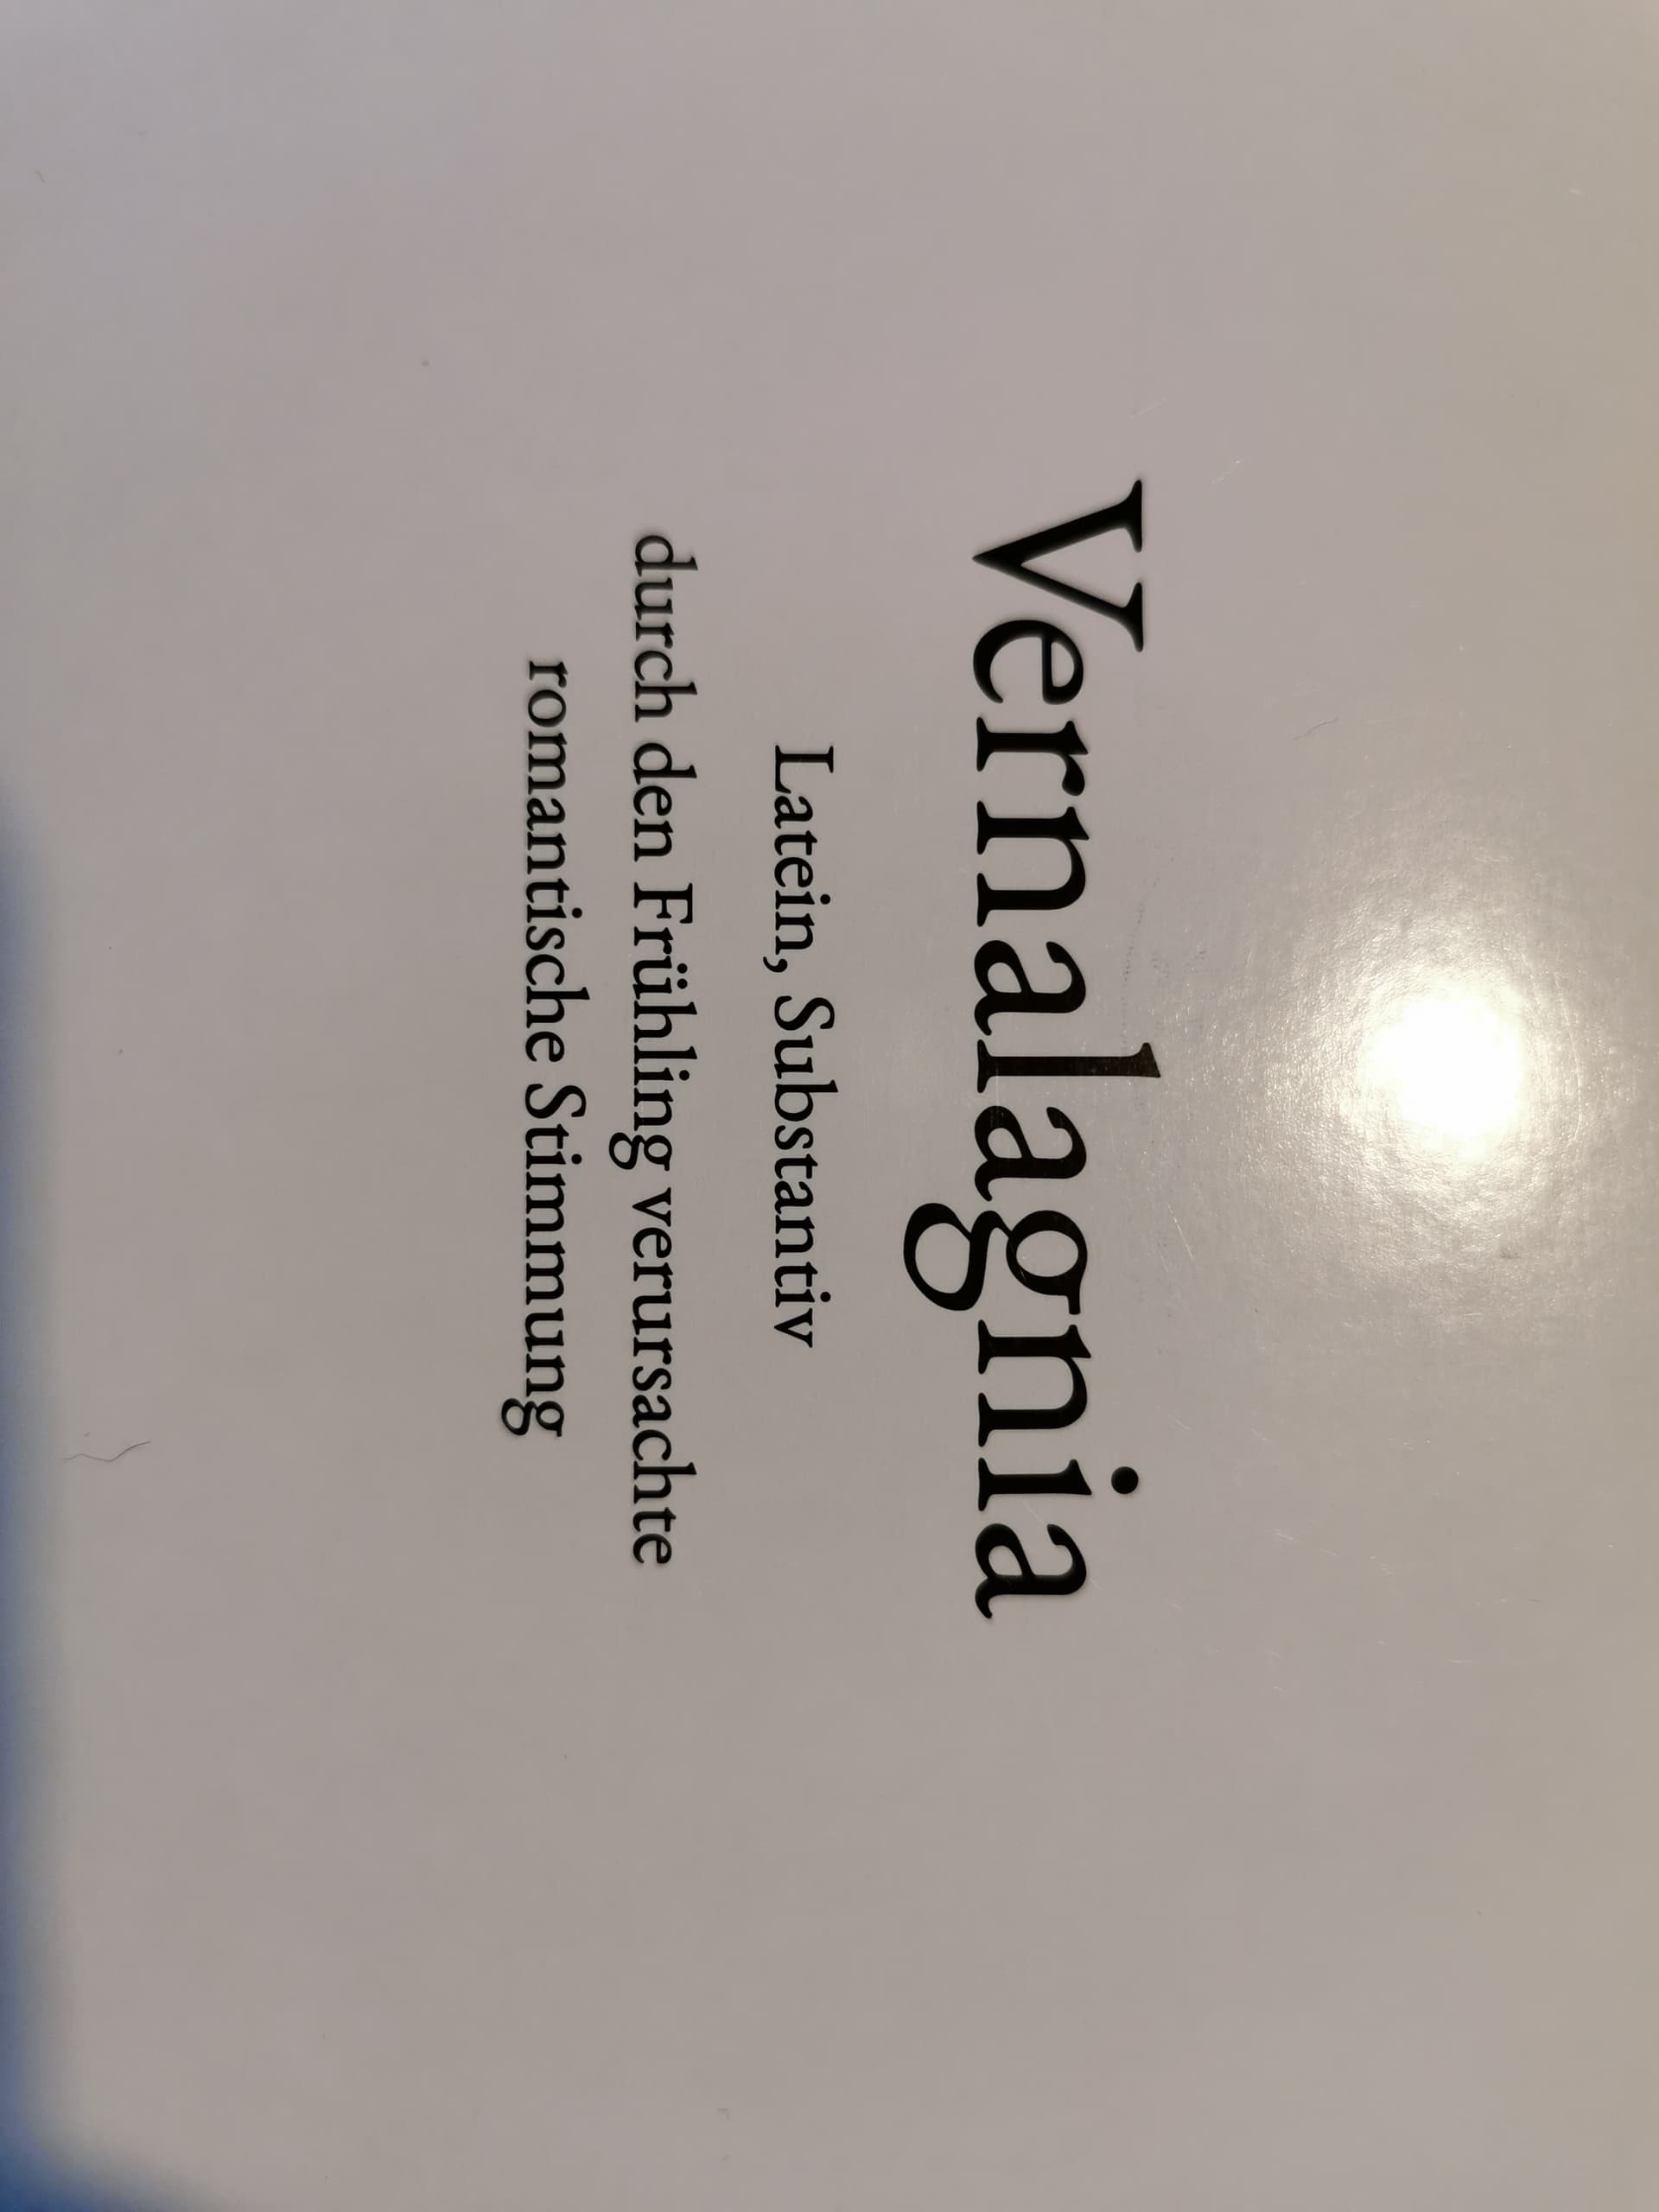 Vernalagnia
Latein, Substantiv
durch den Frühling verursachte
romantische Stimmung